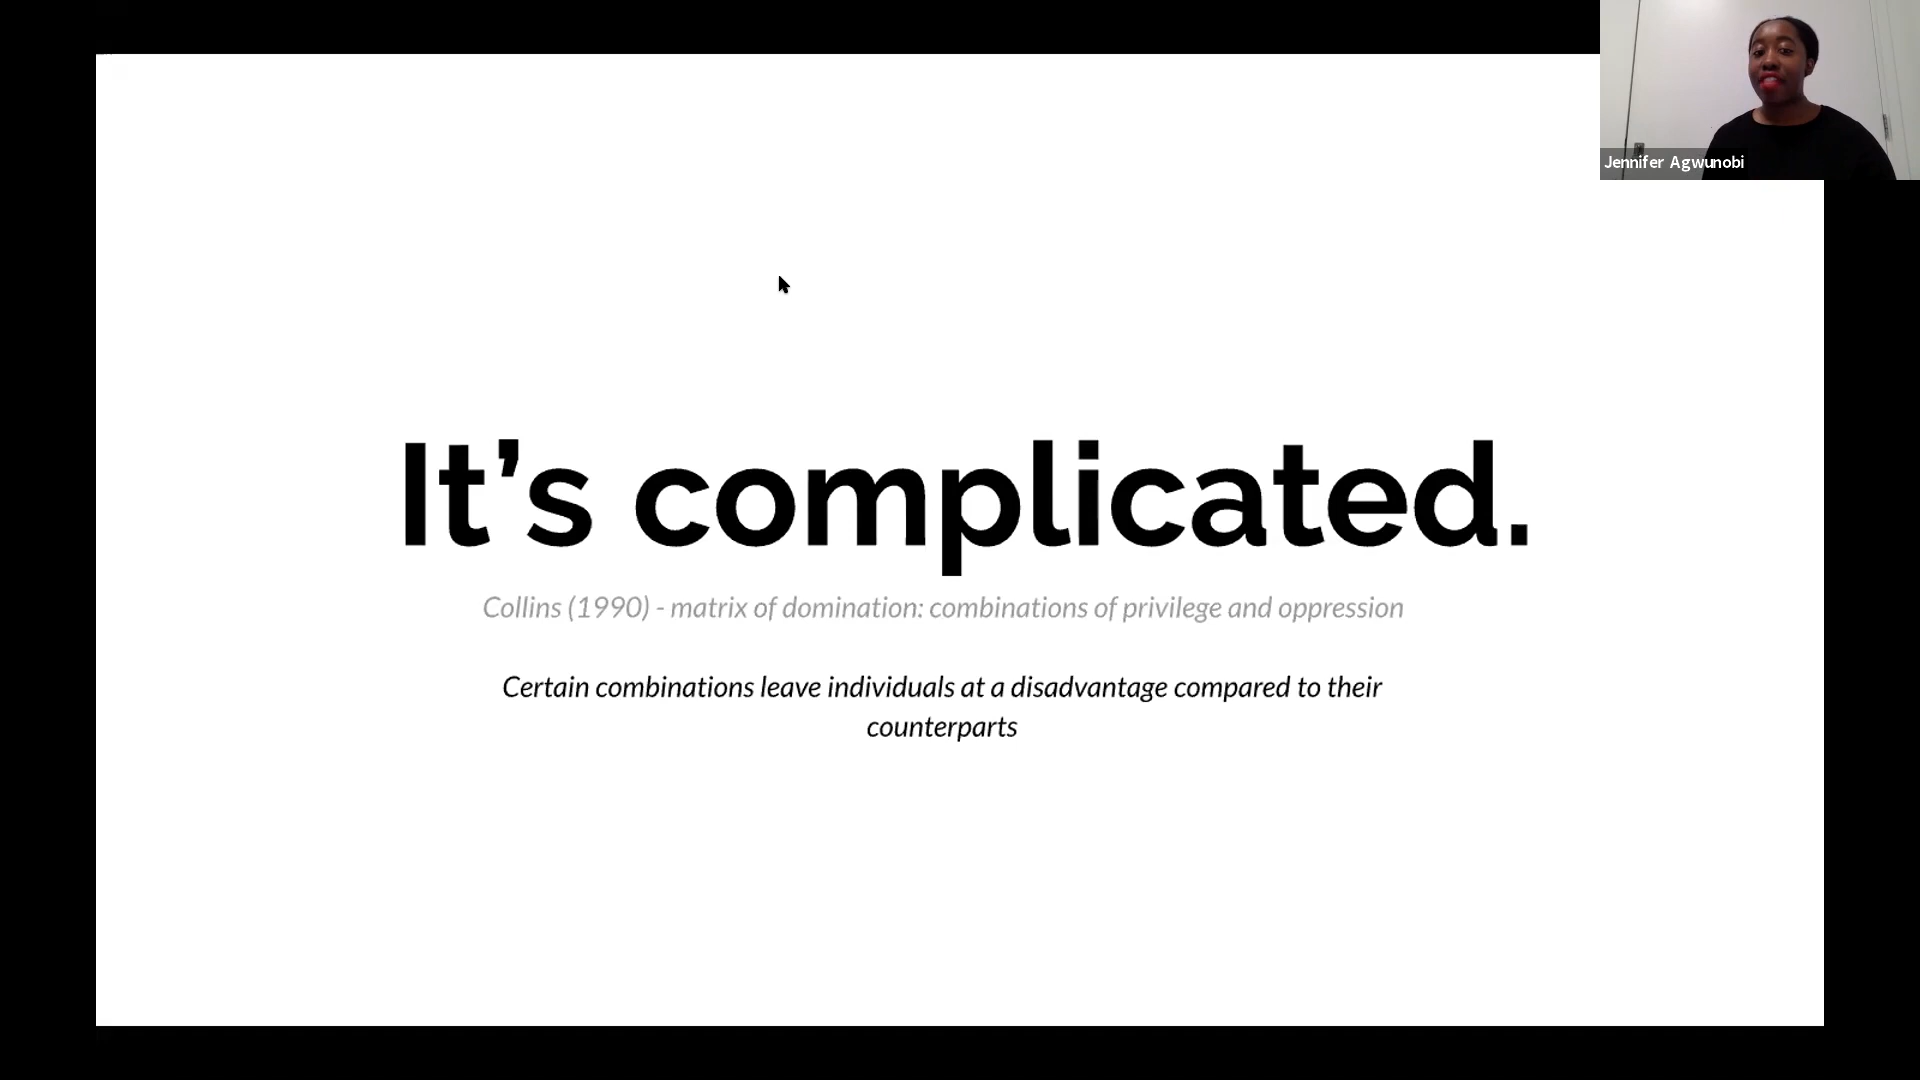 Jennifer Agwunobi
It’s complicated.
Collins (1990) - matrix of domination: combinations of privilege and oppression
Certain combinations leave individuals at a disadvantage compared to their
counterparts